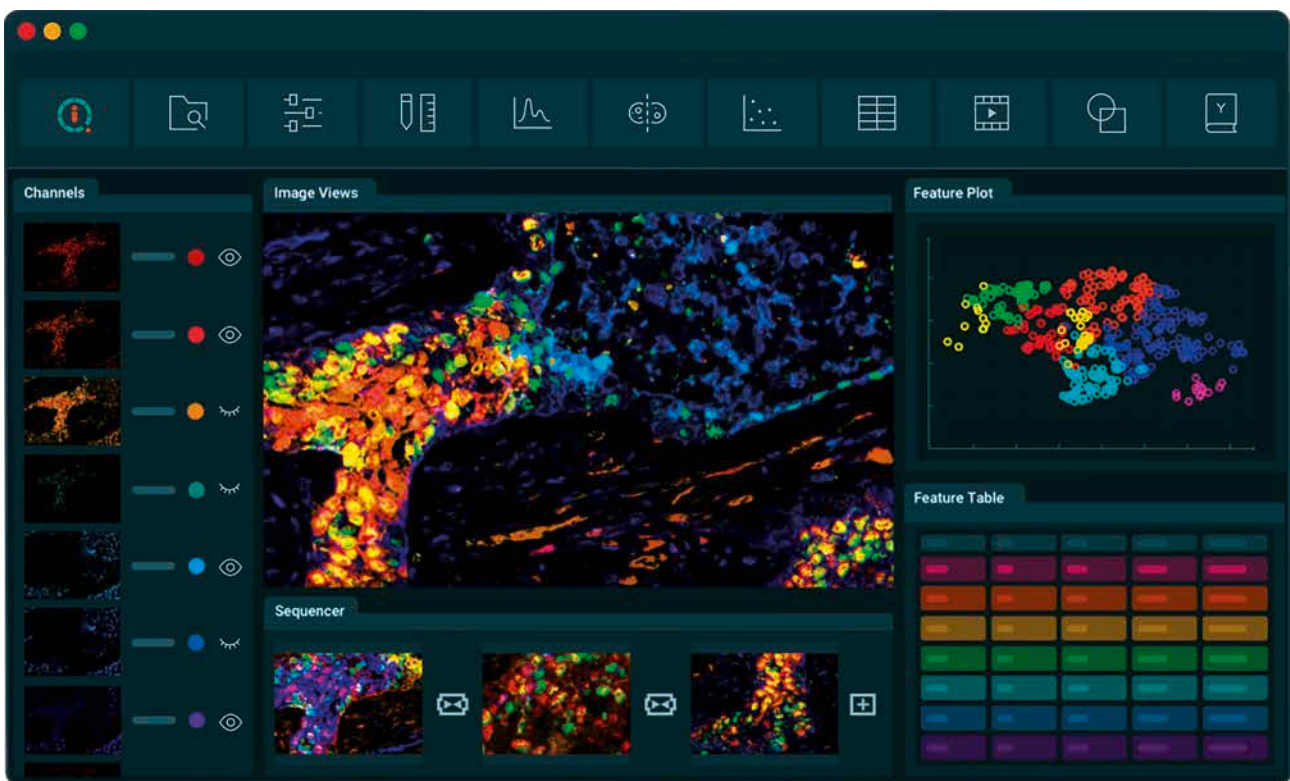 Channels
Image Views
Feature Plot
Feature Table
Sequencer
Y